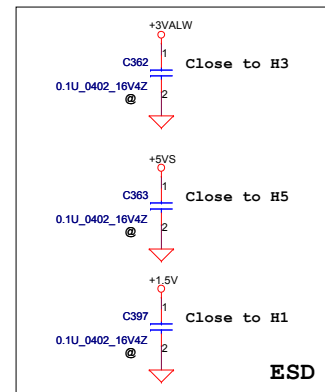 +3VALW
1
C362 Close to H3
0.1U_0402_16V4Z
2
@
+5VS
1
C363 Close to H5
0.1U_0402_16V4Z
2
@
+1.5V
1
C397 Close to H1
0.1U_0402_16V4Z
2
@
ESD